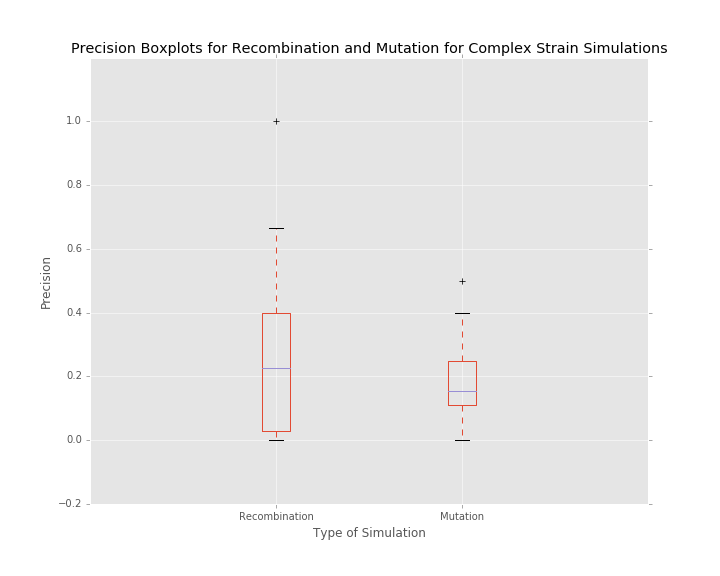 Precision Boxplots for Recombination and Mutation for Complex Strain Simulations
1.0
0.8
0.6
0.4
0.2
0.0
−0.2
Precision
Recombination
Mutation
Type of Simulation